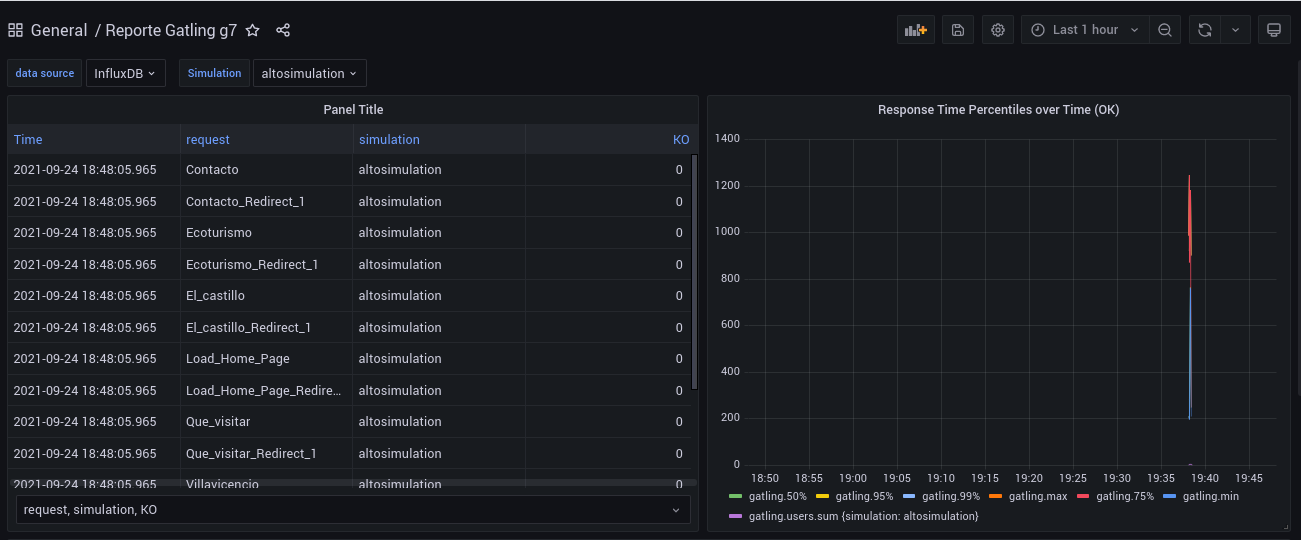 General / Reporte Gatling g7
Last 1 hour
data source InfluxDB Simulation altosimulation
Panel Title
Time request simulation KO
2021-09-24 18:48:05.965 Contacto altosimulation 0
2021-09-24 18:48:05.965 Contacto_Redirect_1 altosimulation 0
2021-09-24 18:48:05.965 Ecoturismo altosimulation 0
2021-09-24 18:48:05.965 Ecoturismo_Redirect_1 altosimulation 0
2021-09-24 18:48:05.965 El_castillo altosimulation 0
2021-09-24 18:48:05.965 El_castillo_Redirect_1 altosimulation 0
2021-09-24 18:48:05.965 Load_Home_Page altosimulation 0
2021-09-24 18:48:05.965 Load_Home_Page_Redire... altosimulation 0
2021-09-24 18:48:05.965 Que_visitar altosimulation 0
2021-09-24 18:48:05.965 Que_visitar_Redirect_1 altosimulation 0
2021-09-24 18:48:05.965 Villavicencio altosimulation 0
request, simulation, KO
Response Time Percentiles over Time (OK)
1400
1200
1000
800
600
400
200
0
18:50 18:55 19:00 19:05 19:10 19:15 19:20 19:25 19:30 19:35 19:40 19:45
gatling.50% gatling.95% gatling.99% gatling.max gatling.75% gatling.min
gatling.users.sum {simulation: altosimulation}